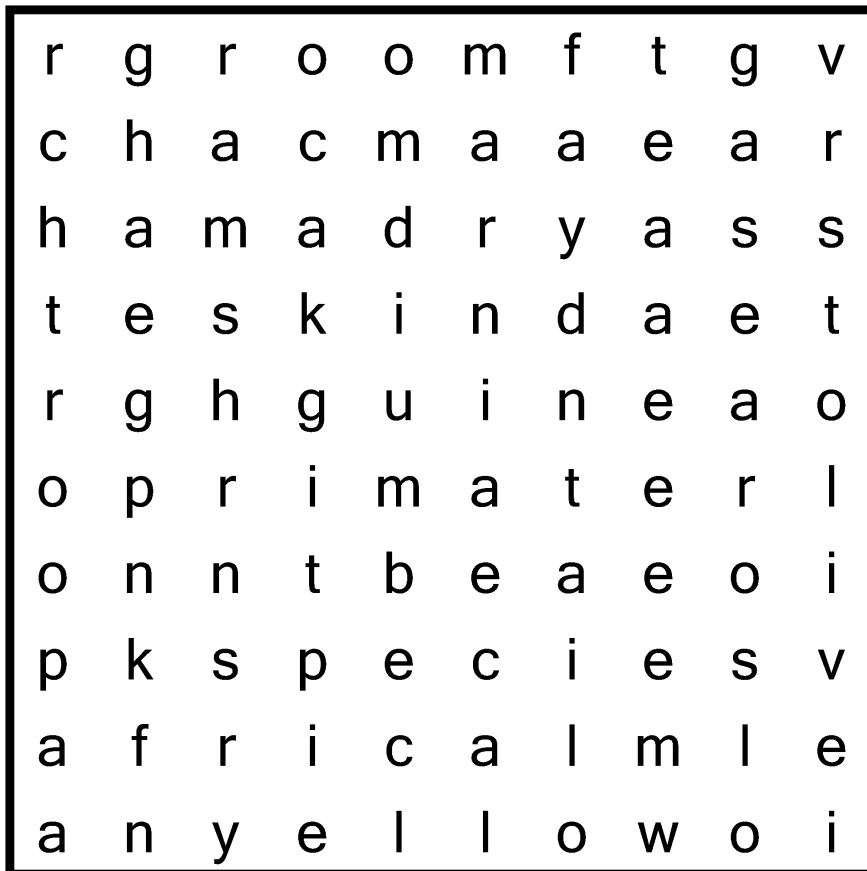 r g r o o m f t g v
c h a c m a a e a r
h a m a d r y a s s
t e s k i n d a e t
r g h g u i n e a o
o p r i m a t e r l
o n n t b e a e o i
p k s p e c i e s v
a f r i c a l m l e
a n y e l l o w o i